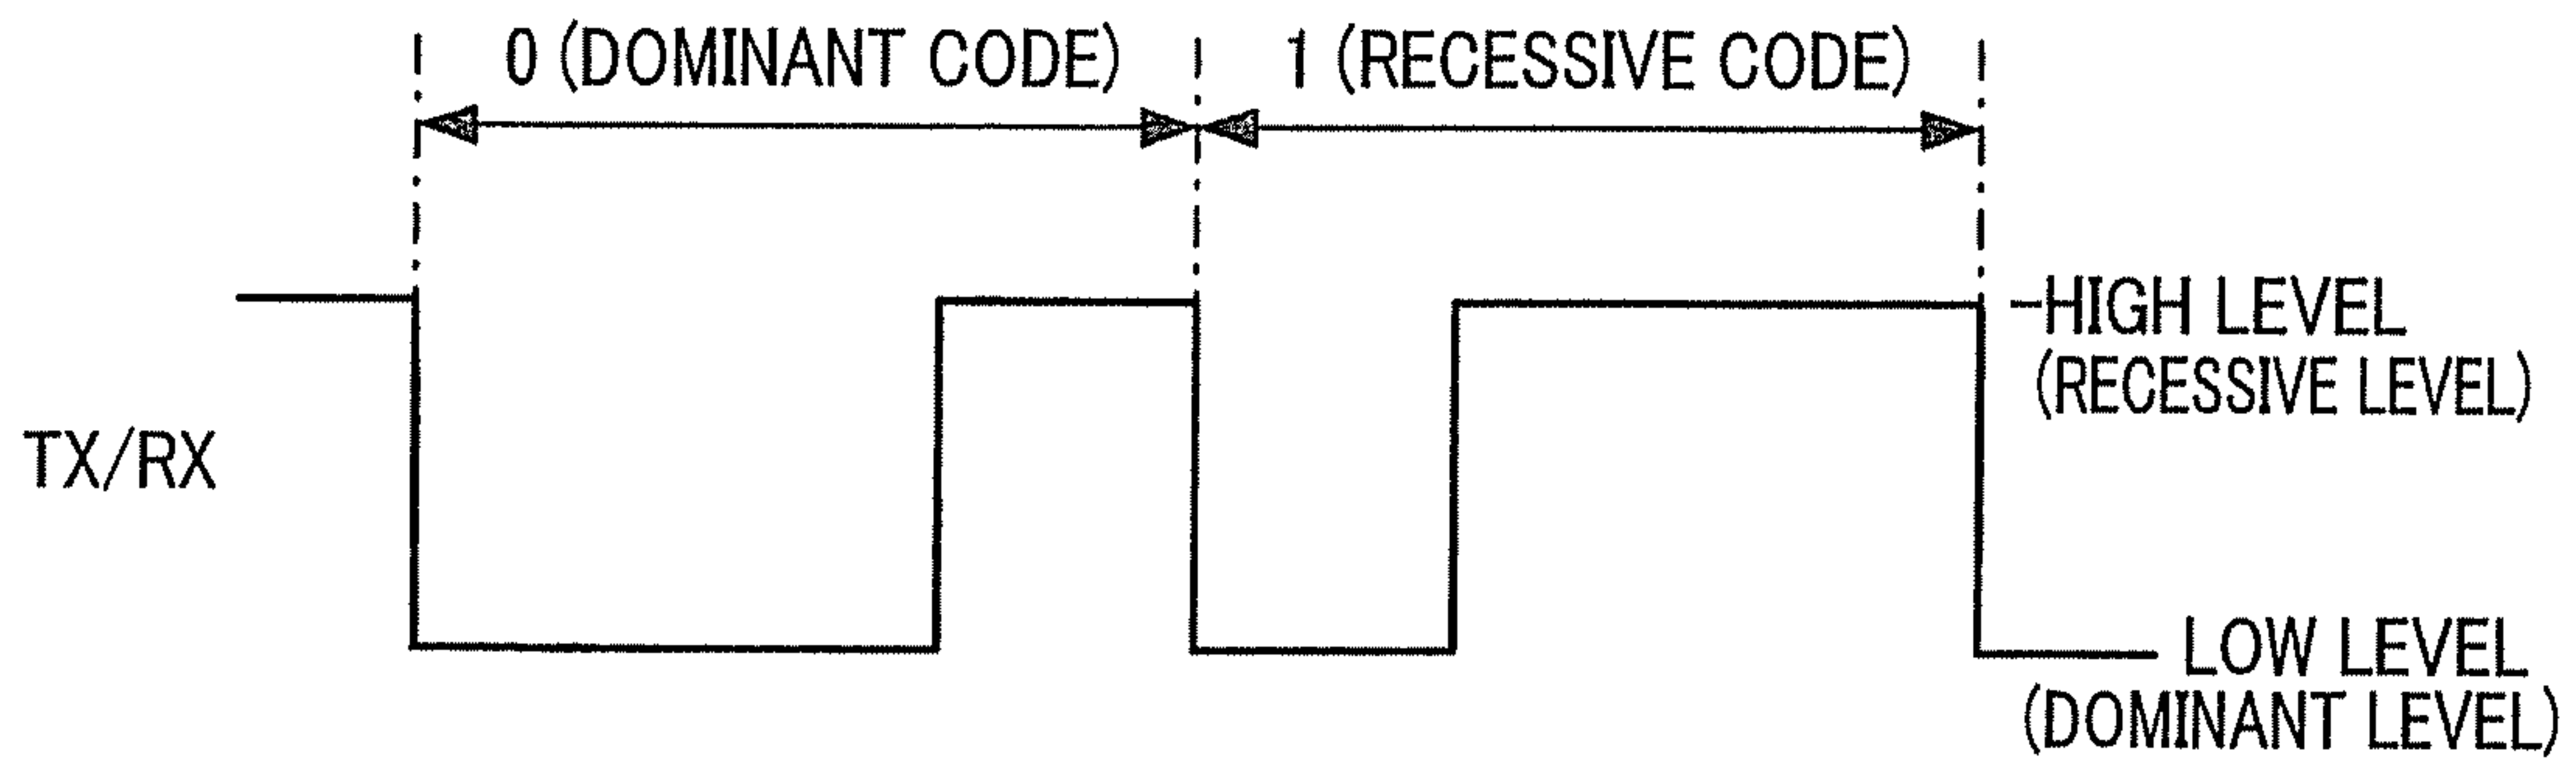 0 (DOMINANT CODE)
1 (RECESSIVE CODE)
HIGH LEVEL
(RECESSIVE LEVEL)
TX/RX
LOW LEVEL
(DOMINANT LEVEL)